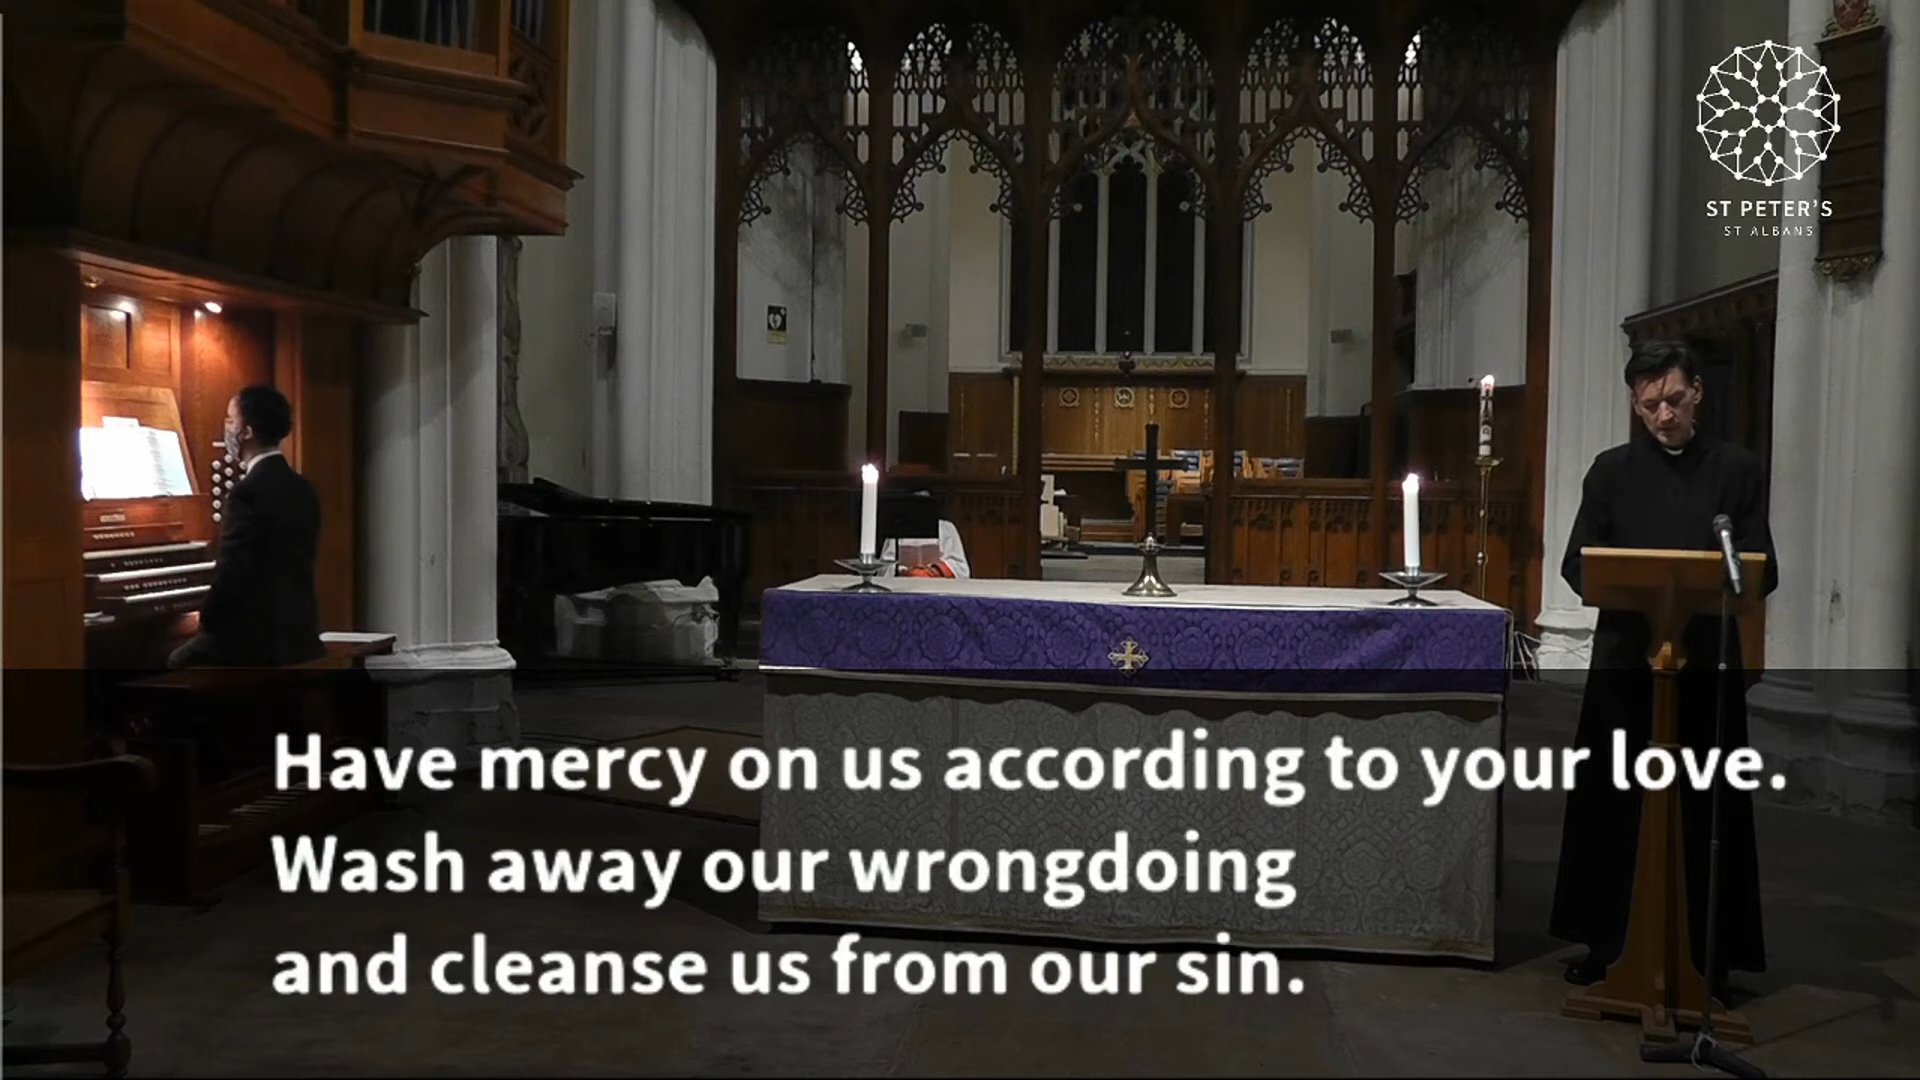 ST PETER'S
ST ALBANS
Have mercy on us according to your love.
Wash away our wrongdoing
and cleanse us from our sin.